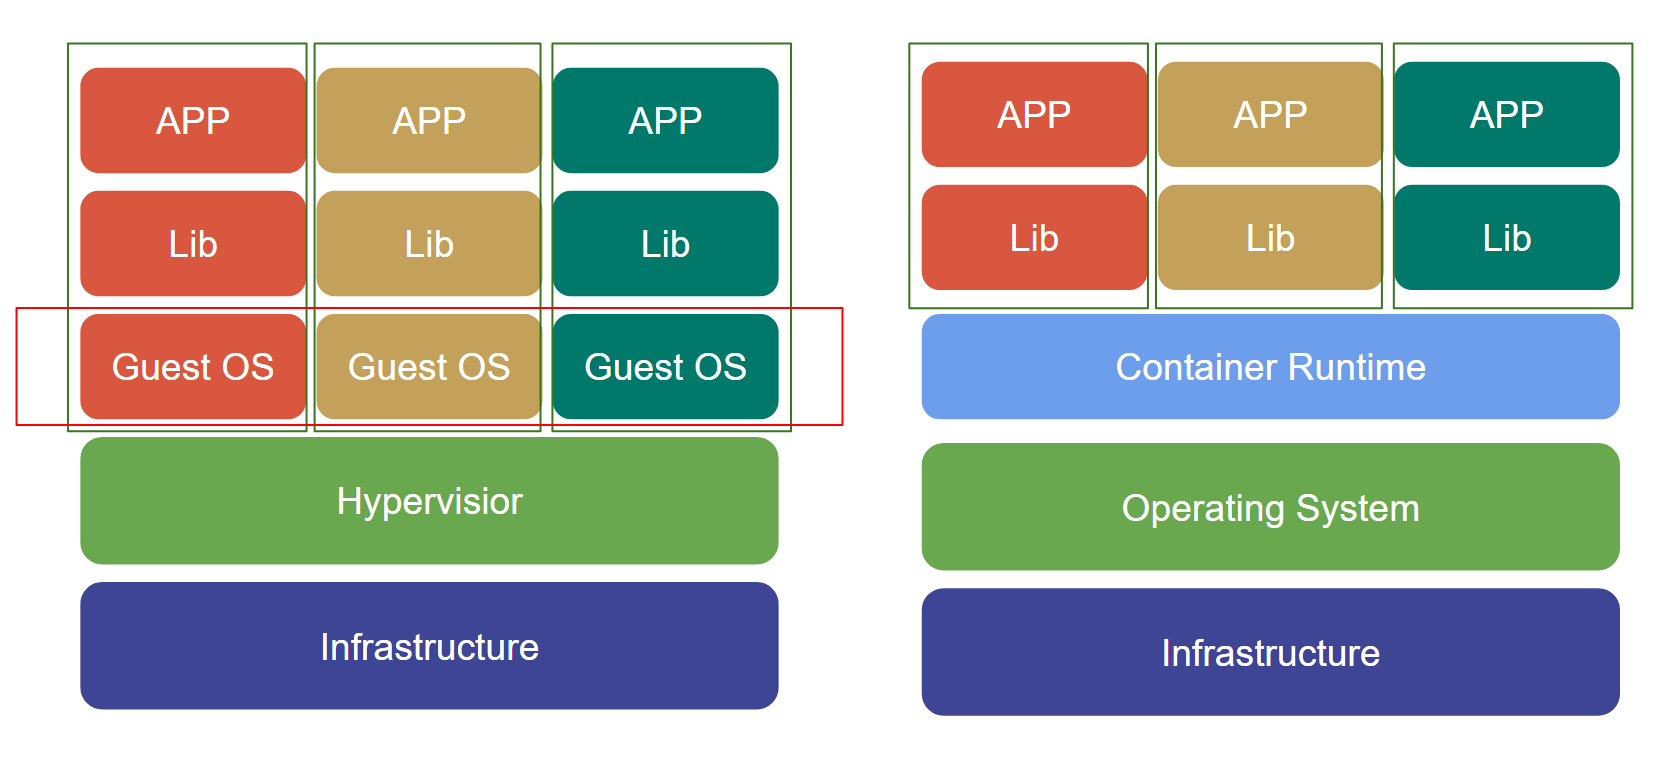 APP
APP
APP
Lib
Lib
Lib
Guest OS
Guest OS
Guest OS
Hypervisior
Infrastructure
APP
APP
APP
Lib
Lib
Lib
Container Runtime
Operating System
Infrastructure